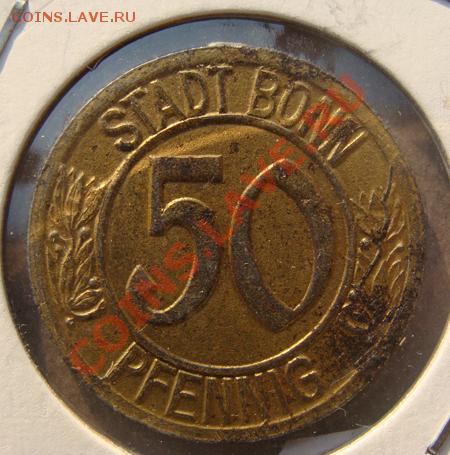 COINS.LAVE.RU
STADT BONN
50
PFENNIG
COINS.LAVE.RU